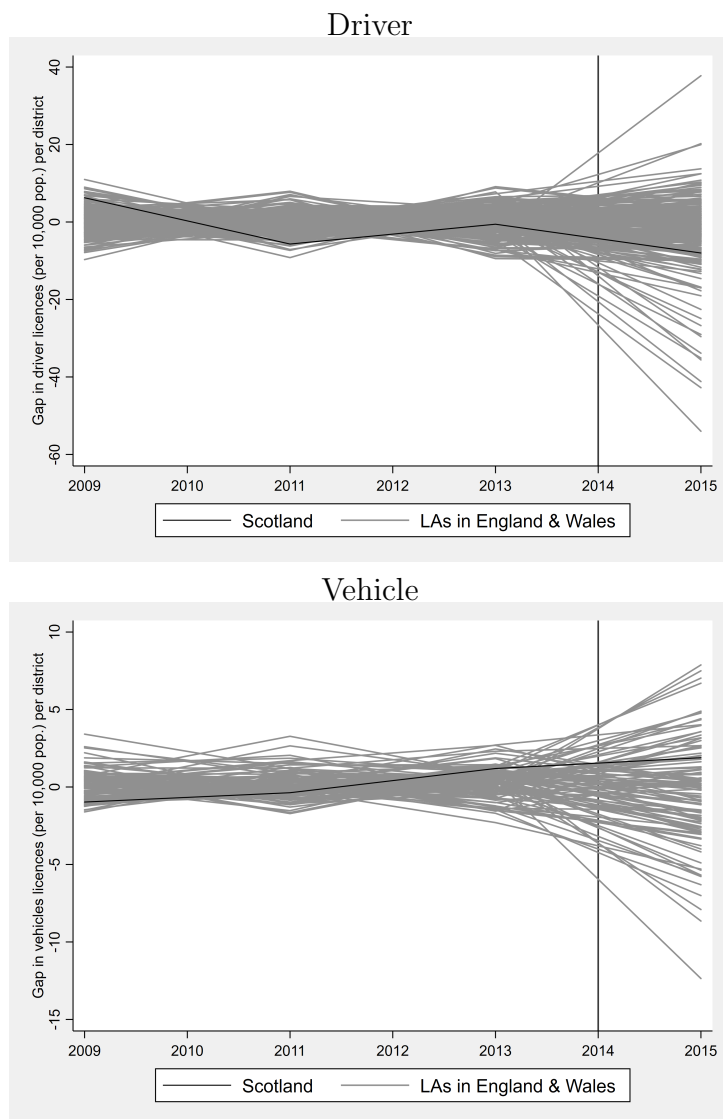 Driver
Gap in driver licences (per 10,000 pop.) per district
40
20
0
-20
-40
-60
2009 2010 2011 2012 2013 2014 2015
Scotland LAs in England & Wales
Vehicle
Gap in vehicles licences (per 10,000 pop.) per district
10
5
0
-5
-10
-15
2009 2010 2011 2012 2013 2014 2015
Scotland LAs in England & Wales